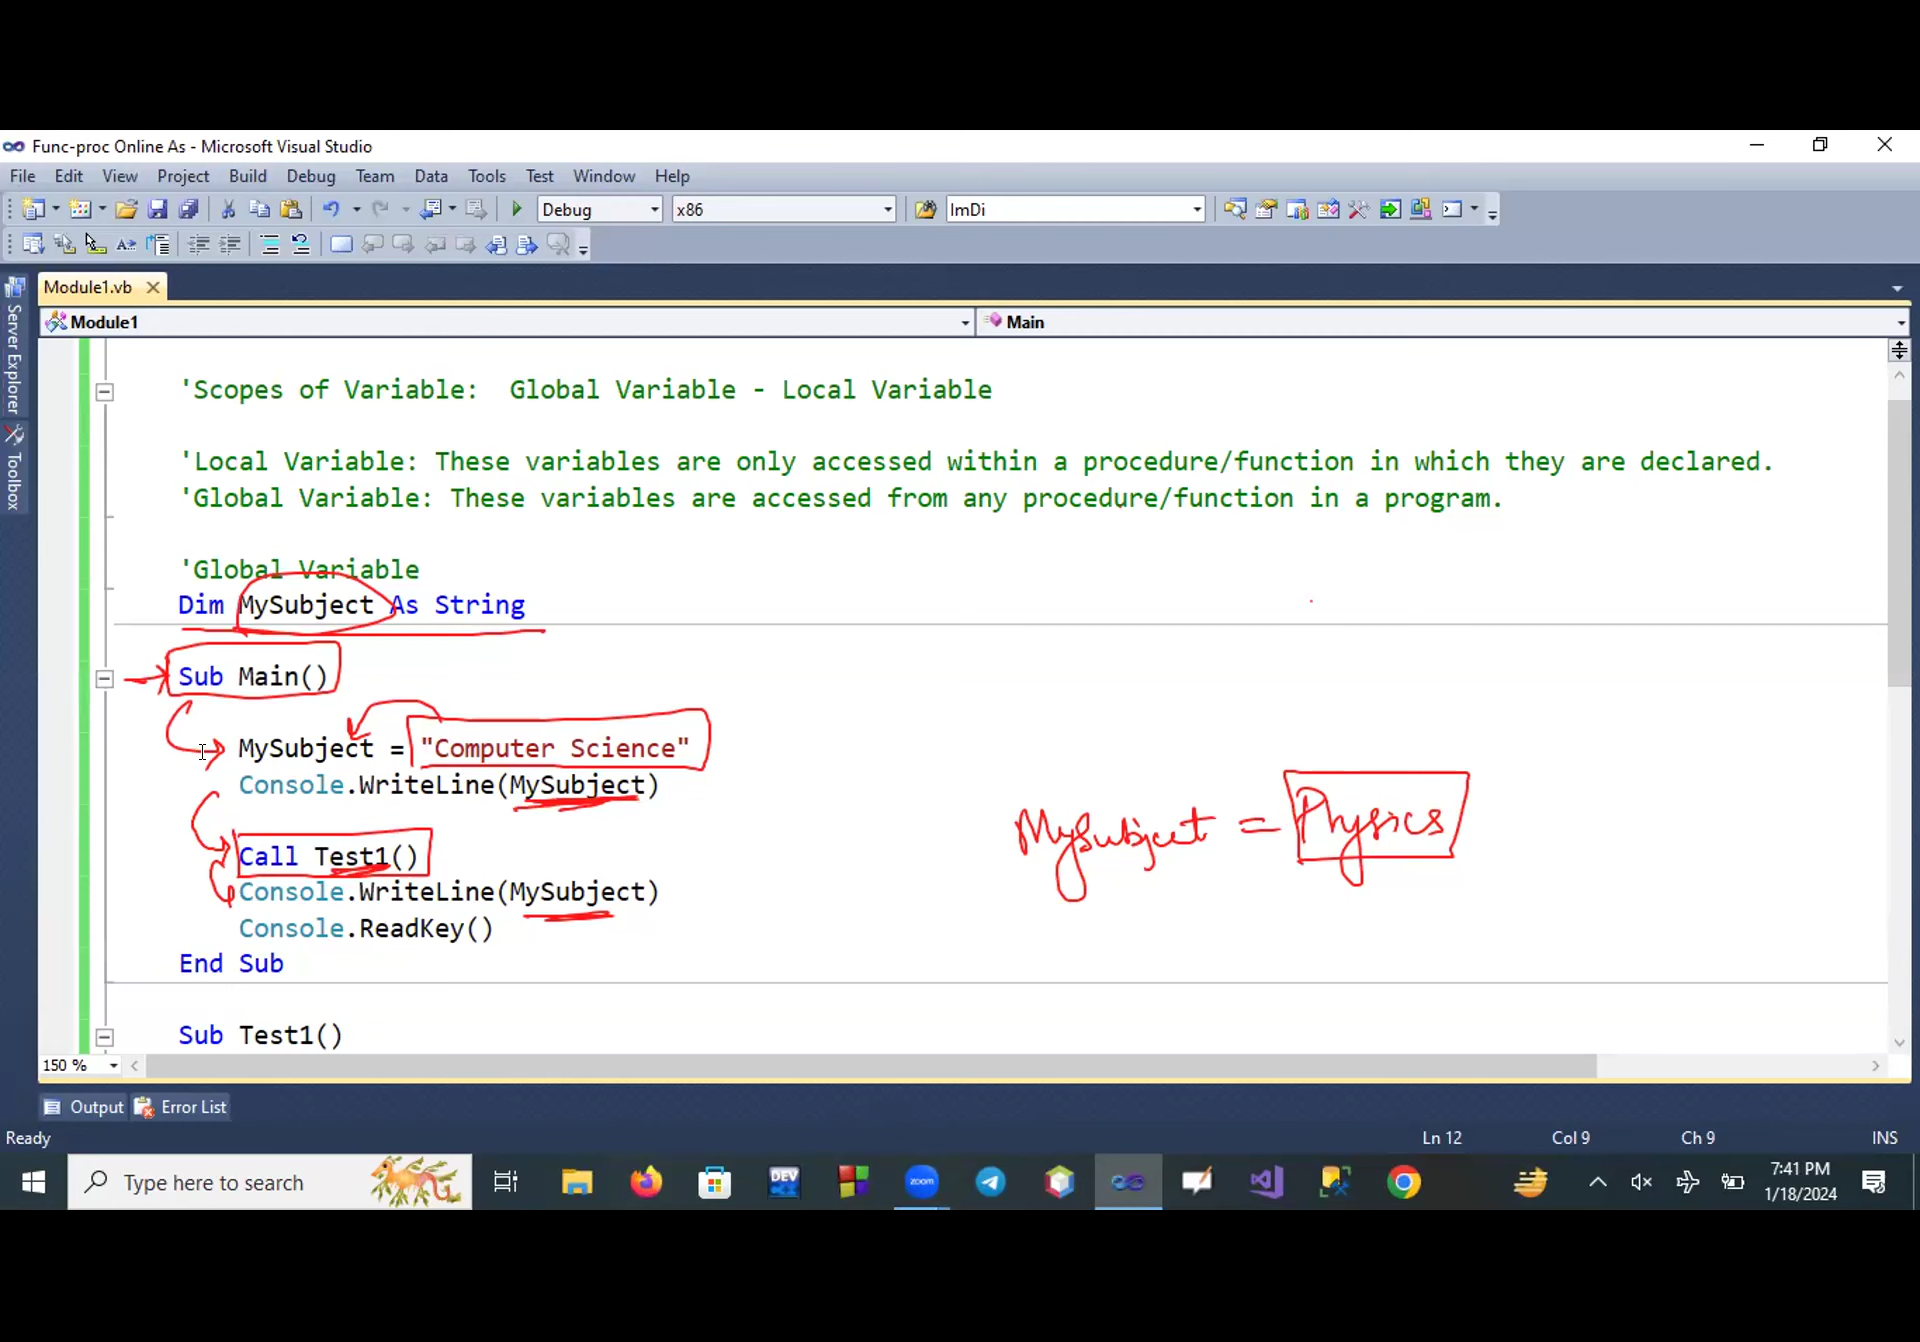 Func-proc Online As - Microsoft Visual Studio
File Edit View Project Build Debug Team Data Tools Test Window Help
Debug x86 ImDi
Module1.vb
Module1 Main
Server Explorer
Toolbox
'Scopes of Variable:  Global Variable - Local Variable
'Local Variable: These variables are only accessed within a procedure/function in which they are declared.
'Global Variable: These variables are accessed from any procedure/function in a program.
'Global Variable
Dim MySubject As String
Sub Main()
MySubject = "Computer Science"
Console.WriteLine(MySubject)
MySubject = Physics
Call Test1()
Console.WriteLine(MySubject)
Console.ReadKey()
End Sub
Sub Test1()
150 %
Output Error List
Ready Ln 12 Col 9 Ch 9 INS
Type here to search DEV zoom 7:41 PM
1/18/2024